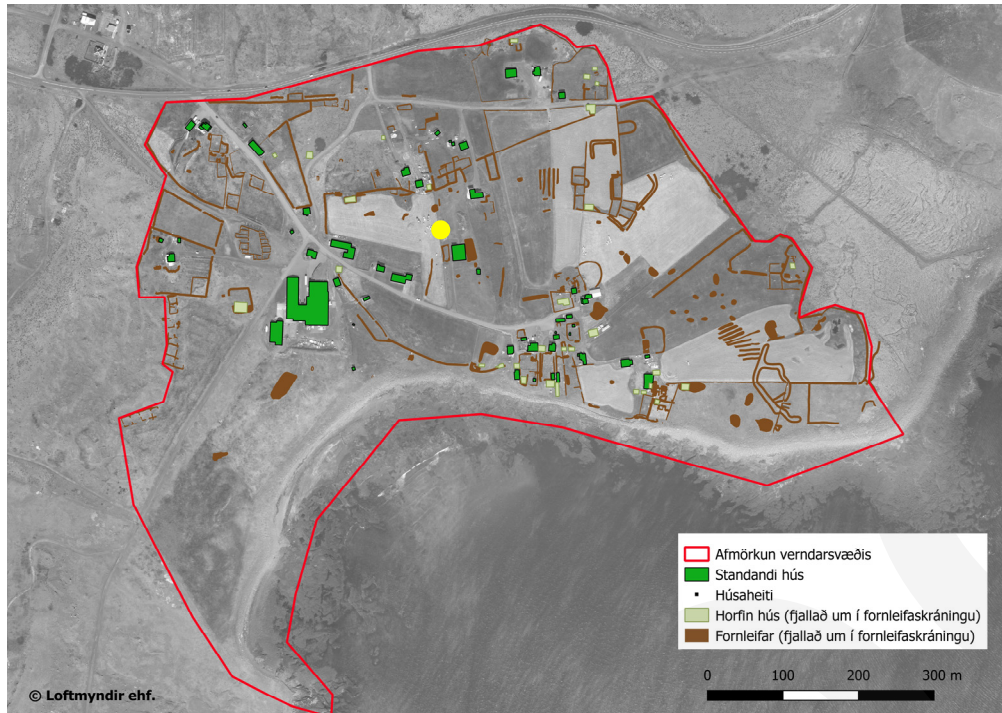 Afmörkun verndarsvæðis
Standandi hús
Húsaheiti
Horfin hús (fjallað um í fornleifaskráningu)
Fornleifar (fjallað um í fornleifaskráningu)
0 100 200 300 m
© Loftmyndir ehf.